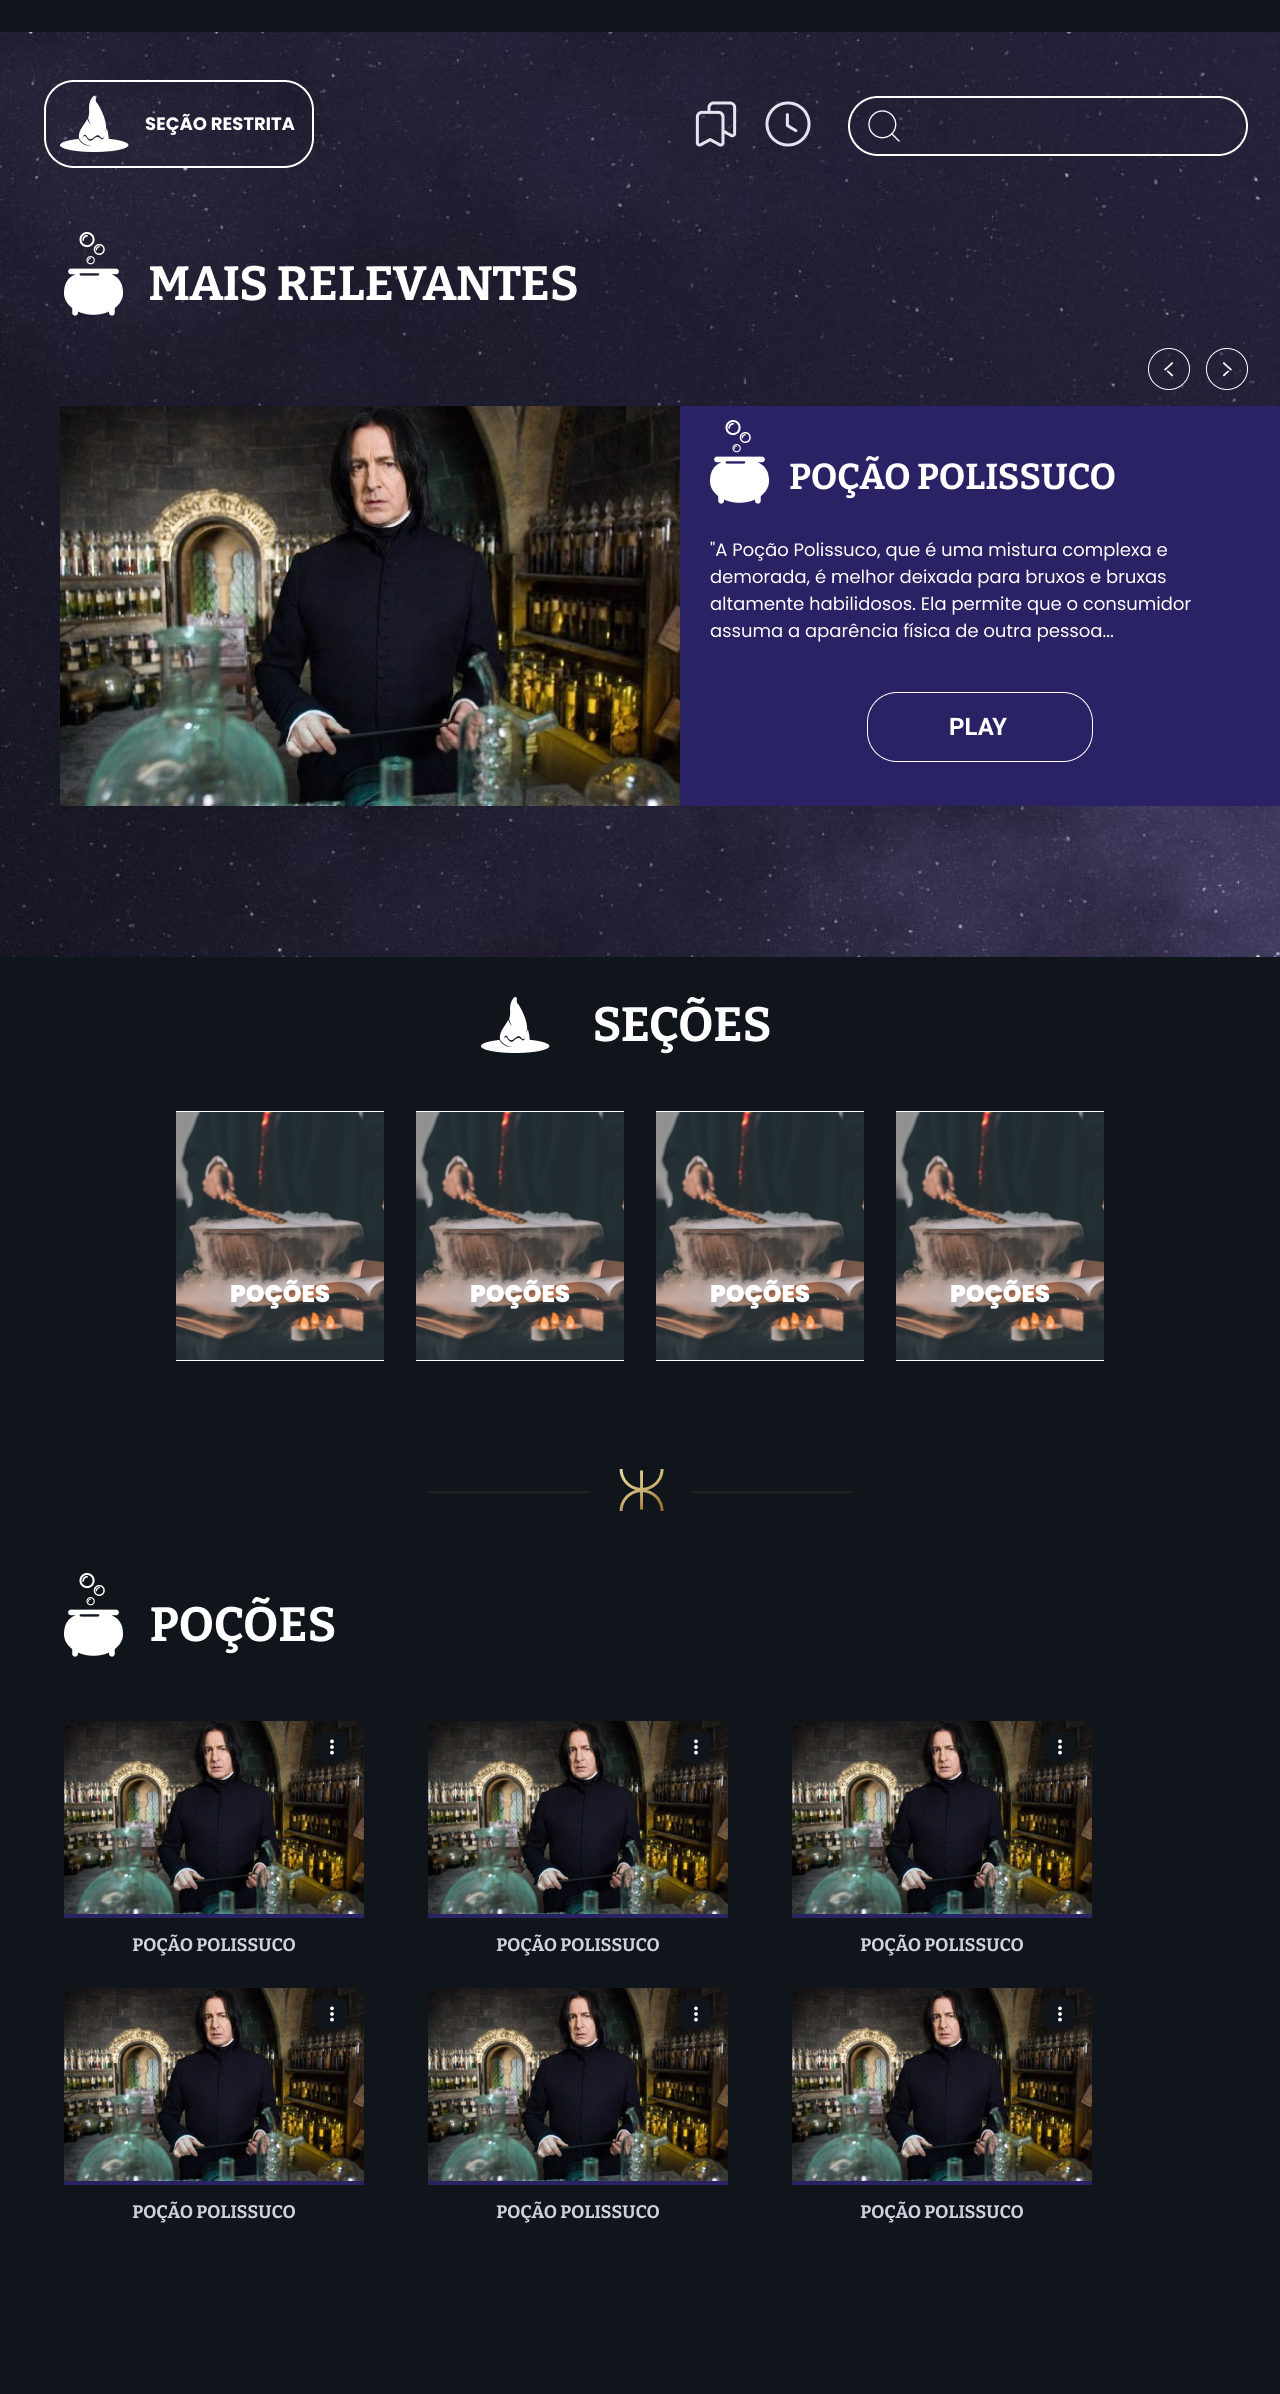 SEÇÃO RESTRITA
MAIS RELEVANTES
POÇÃO POLISSUCO
"A Poção Polissuco, que é uma mistura complexa e
demorada, é melhor deixada para bruxos e bruxas
altamente habilidosos. Ela permite que o consumidor
assuma a aparência física de outra pessoa...
PLAY
SEÇÕES
POÇÕES
POÇÕES
POÇÕES
POÇÕES
POÇÕES
POÇÃO POLISSUCO
POÇÃO POLISSUCO
POÇÃO POLISSUCO
POÇÃO POLISSUCO
POÇÃO POLISSUCO
POÇÃO POLISSUCO